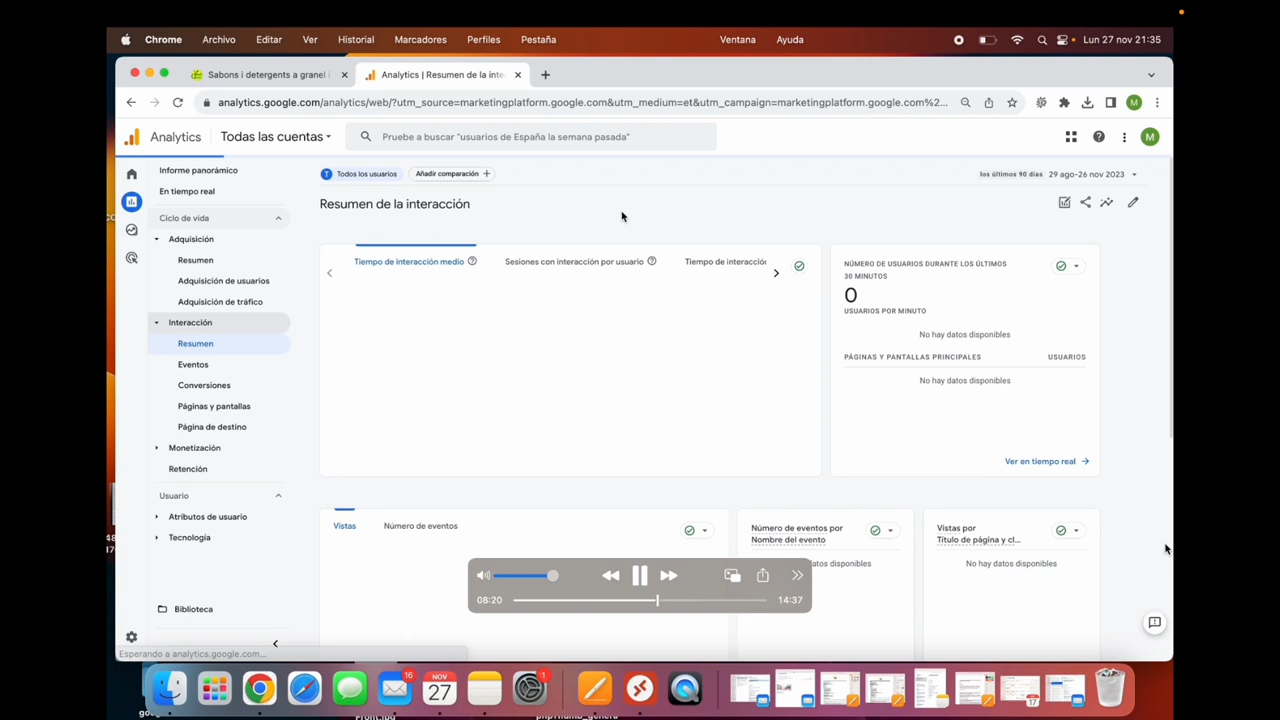 Chrome Archivo Editar Ver Historial Marcadores Perfiles Pestaña Ventana Ayuda Lun 27 nov 21:35
Sabons i detergents a granel i
Analytics | Resumen de la inte
analytics.google.com/analytics/web/?utm_source=marketingplatform.google.com&utm_medium=et&utm_campaign=marketingplatform.google.com%2...
M
Analytics Todas las cuentas
Pruebe a buscar "usuarios de España la semana pasada"
M
Informe panorámico
En tiempo real
Ciclo de vida
Adquisición
Resumen
Adquisición de usuarios
Adquisición de tráfico
Interacción
Resumen
Eventos
Conversiones
Páginas y pantallas
Página de destino
Monetización
Retención
Usuario
Atributos de usuario
Tecnología
Biblioteca
Esperando a analytics.google.com...
T Todos los usuarios Añadir comparación +
los últimos 90 días 29 ago-26 nov 2023
Resumen de la interacción
Tiempo de interacción medio Sesiones con interacción por usuario Tiempo de interacción
NÚMERO DE USUARIOS DURANTE LOS ÚLTIMOS
30 MINUTOS
0
USUARIOS POR MINUTO
No hay datos disponibles
PÁGINAS Y PANTALLAS PRINCIPALES USUARIOS
No hay datos disponibles
Ver en tiempo real
Vistas Número de eventos
Número de eventos por
Nombre del evento
disponibles
Vistas por
Título de página y cl...
No hay datos disponibles
08:20 14:37
16
NOV
27
1
17